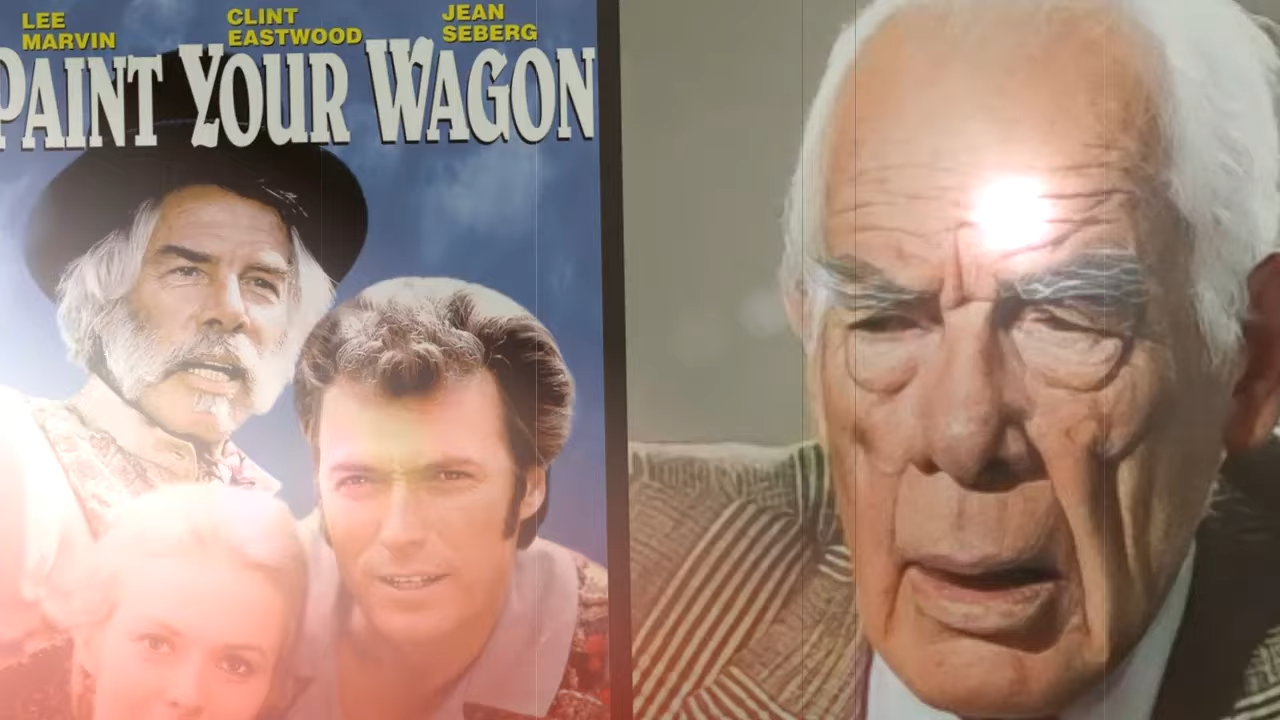 LEE
MARVIN
CLINT
EASTWOOD
JEAN
SEBERG
PAINT YOUR WAGON